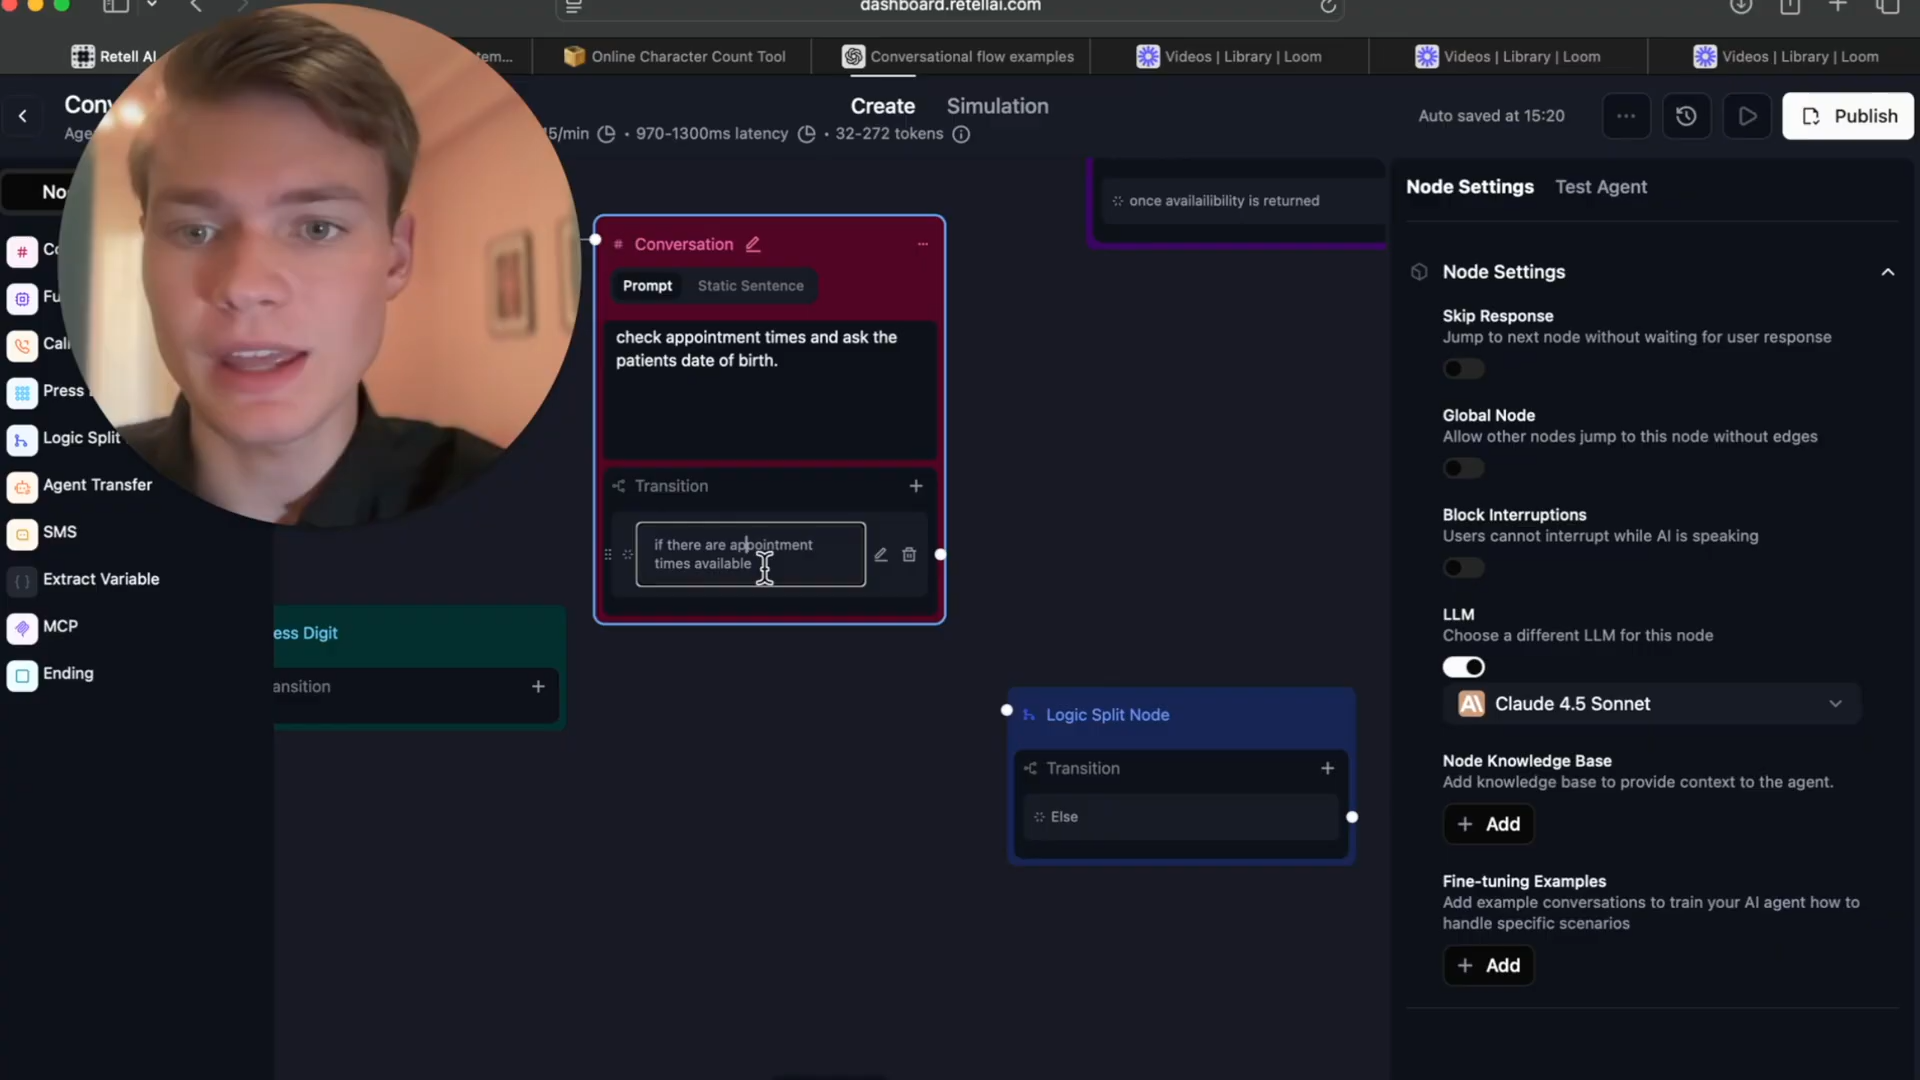 dashboard.retellai.com
Retell AI
tem...
Online Character Count Tool
Conversational flow examples
Videos | Library | Loom
Videos | Library | Loom
Videos | Library | Loom
Create
Simulation
15/min • 970-1300ms latency • 32-272 tokens
Auto saved at 15:20
Publish
Logic Split
Agent Transfer
SMS
Extract Variable
MCP
Ending
# Conversation
Prompt
Static Sentence
check appointment times and ask the
patients date of birth.
Transition
if there are appointment
times available
once availailibility is returned
ess Digit
ansition
Logic Split Node
Transition
Else
Node Settings
Test Agent
Node Settings
Skip Response
Jump to next node without waiting for user response
Global Node
Allow other nodes jump to this node without edges
Block Interruptions
Users cannot interrupt while AI is speaking
LLM
Choose a different LLM for this node
Claude 4.5 Sonnet
Node Knowledge Base
Add knowledge base to provide context to the agent.
+ Add
Fine-tuning Examples
Add example conversations to train your AI agent how to
handle specific scenarios
+ Add